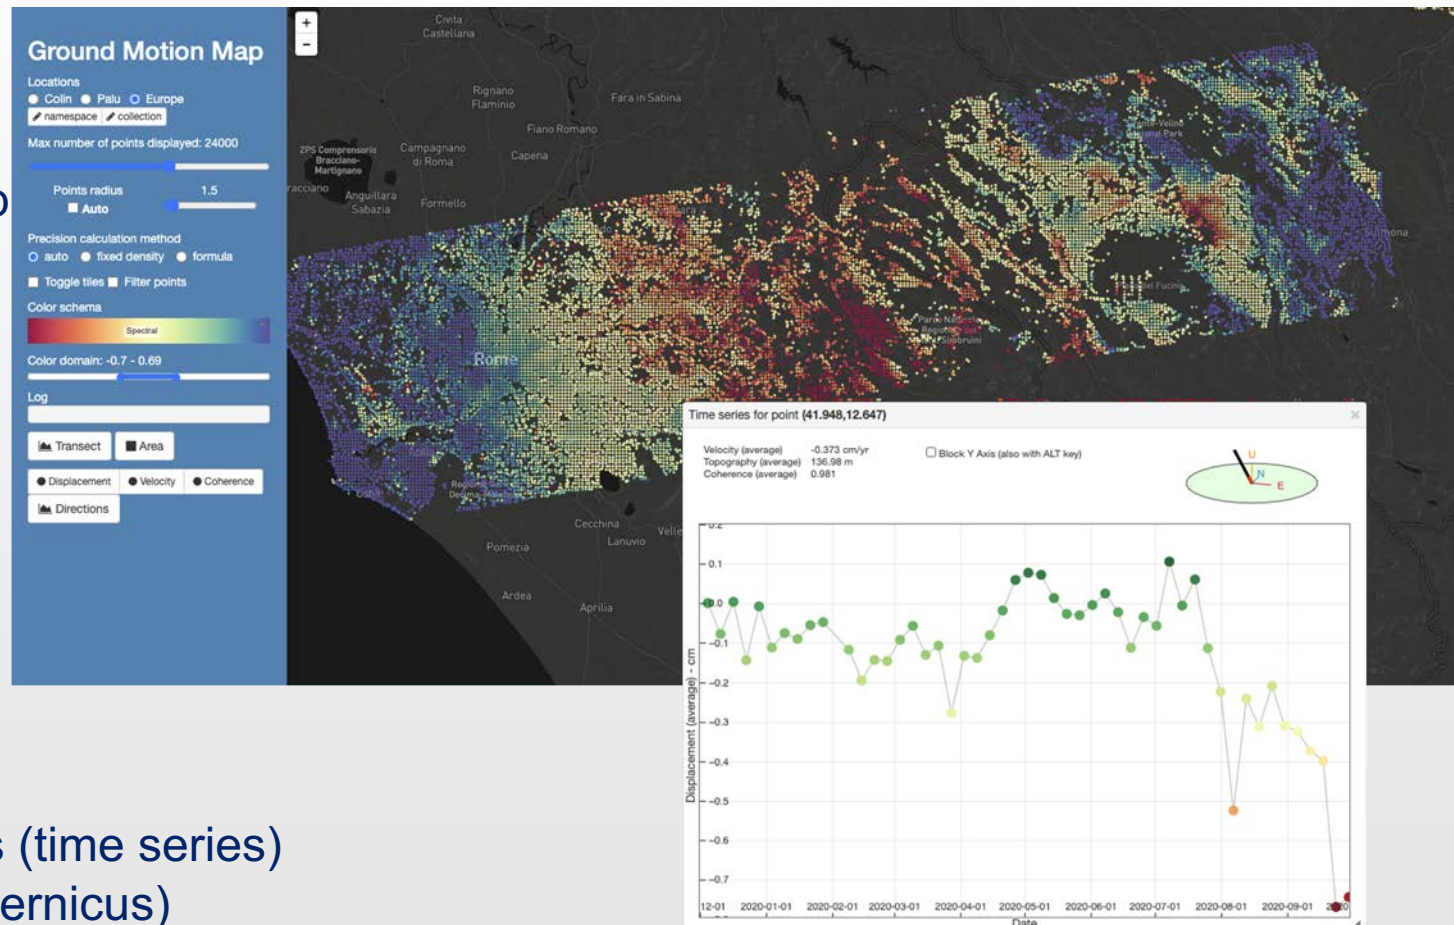 Ground Motion Map
Locations
Colin Palu Europe
namespace collection
Max number of points displayed: 24000
Points radius 1.5
Auto
Precision calculation method
auto fixed density formula
Toggle tiles Filter points
Color schema
Spectral
Color domain: -0.7 - 0.69
Log
Transect Area
Displacement Velocity Coherence
Directions
+
-
Civita
Castellana
Rignano
Flaminio
Fara in Sabina
Fiano Romano
ZPS Comprensorio
Bracciano-
Martignano
Campagnano
di Roma
Capena
racciano
Anguillara
Sabazia
Formello
Rome
Sulmona
Cecchina
Lanuvio
Velle
Pomezia
Ardea
Aprilia
Time series for point (41.948,12.647)
Velocity (average) -0.373 cm/yr
Topography (average) 136.98 m
Coherence (average) 0.981
Block Y Axis (also with ALT key)
U
N
E
0.2
0.1
0.0
-0.1
-0.2
-0.3
-0.4
-0.5
-0.6
-0.7
Displacement (average) - cm
12-01 2020-01-01 2020-02-01 2020-03-01 2020-04-01 2020-05-01 2020-06-01 2020-07-01 2020-08-01 2020-09-01
Date
s (time series)
ernicus)